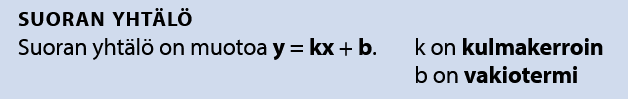 SUORAN YHTÄLÖ
Suoran yhtälö on muotoa y = kx + b. k on kulmakerroin
b on vakiotermi